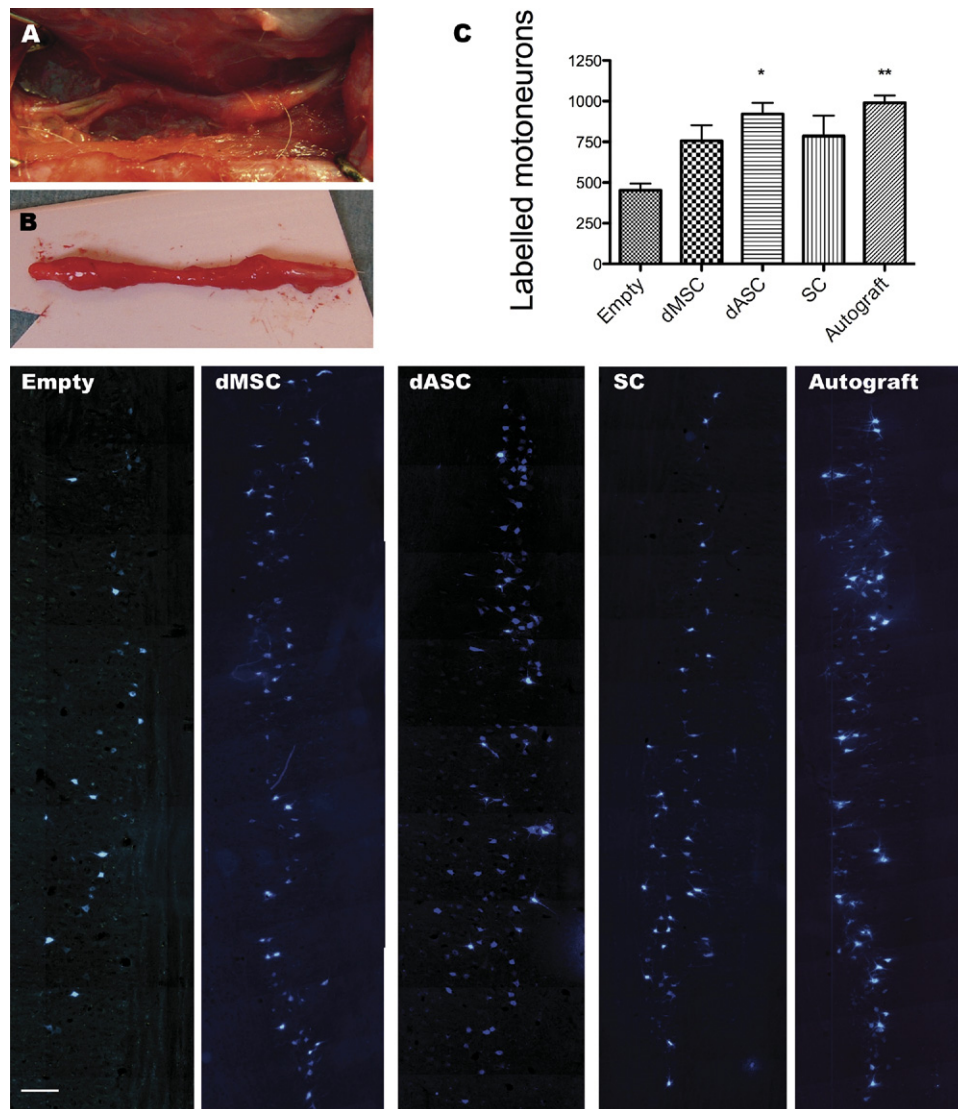 A
B
C
Labelled motoneurons
1250
1000
750
500
250
0
*
**
Empty
dMSC
dASC
SC
Autograft
Empty
dMSC
dASC
SC
Autograft